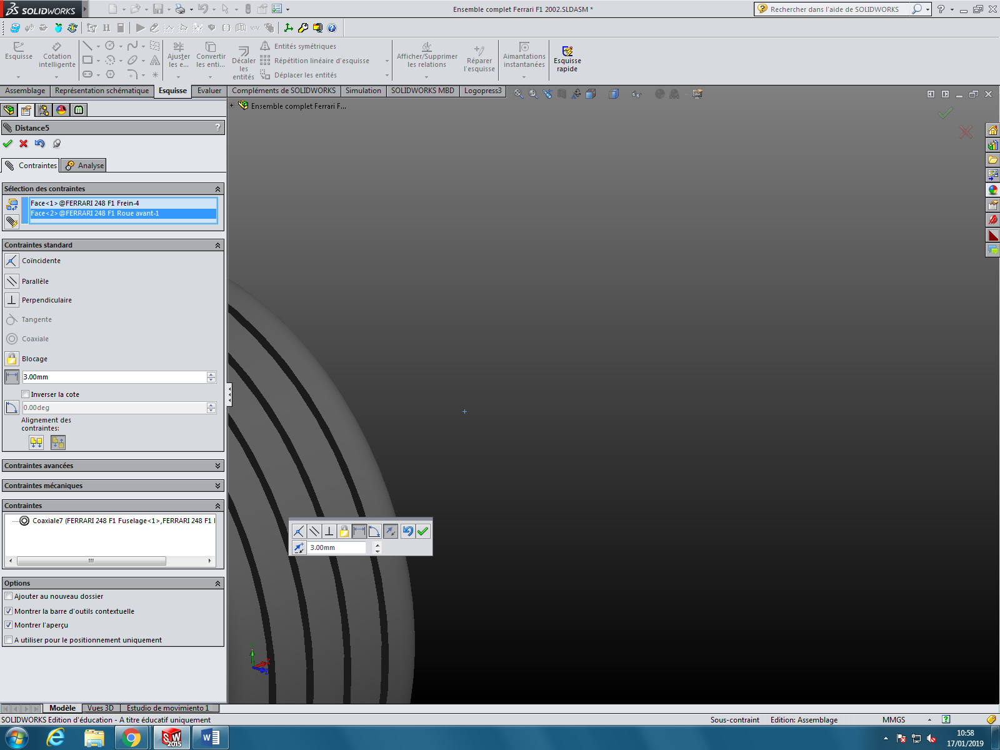 SOLIDWORKS
Ensemble complet Ferrari F1 2002.SLDASM *
Rechercher dans l'aide de SOLIDWORKS
Esquisse
Cotation intelligente
Ajuster les e...
Convertir les enti...
Décaler les entités
Entités symétriques
Répétition linéaire d'esquisse
Déplacer les entités
Afficher/Supprimer les relations
Réparer l'esquisse
Aimantations instantanées
Esquisse rapide
Assemblage
Représentation schématique
Esquisse
Evaluer
Compléments de SOLIDWORKS
Simulation
SOLIDWORKS MBD
Logopress3
Ensemble complet Ferrari F...
Distance5
?
Contraintes
Analyse
Sélection des contraintes
Face<1>@FERRARI 248 F1 Frein-4
Face<2>@FERRARI 248 F1 Roue avant-1
Contraintes standard
Coïncidente
Parallèle
Perpendiculaire
Tangente
Coaxiale
Blocage
3.00mm
Inverser la cote
0.00deg
Alignement des
contraintes:
Contraintes avancées
Contraintes mécaniques
Contraintes
Coaxiale7 (FERRARI 248 F1 Fuselage<1>,FERRARI 248 F1
3.00mm
Options
Ajouter au nouveau dossier
Montrer la barre d'outils contextuelle
Montrer l'aperçu
A utiliser pour le positionnement uniquement
Modèle
Vues 3D
Estudio de movimiento 1
SOLIDWORKS Edition d'éducation - A titre éducatif uniquement
Sous-contraint
Edition: Assemblage
MMGS
10:58
17/01/2019